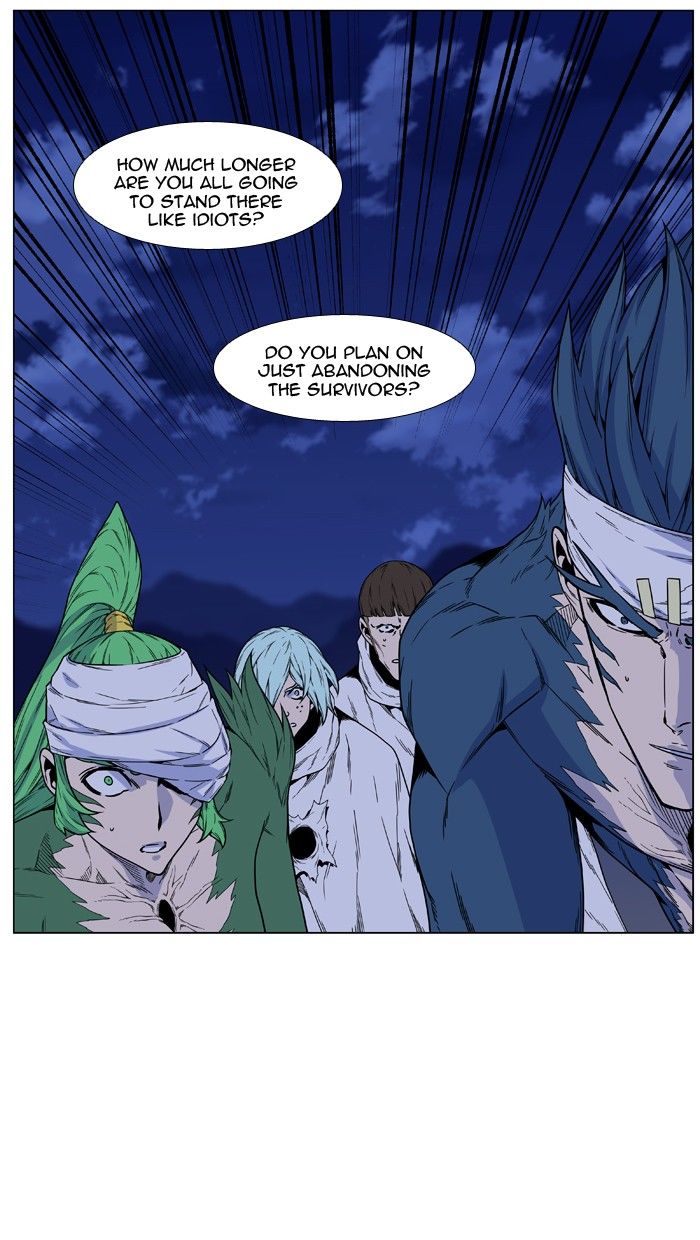 HOW MUCH LONGER
ARE YOU ALL GOING
TO STAND THERE
LIKE IDIOTS?
DO YOU PLAN ON
JUST ABANDONING
THE SURVIVORS?